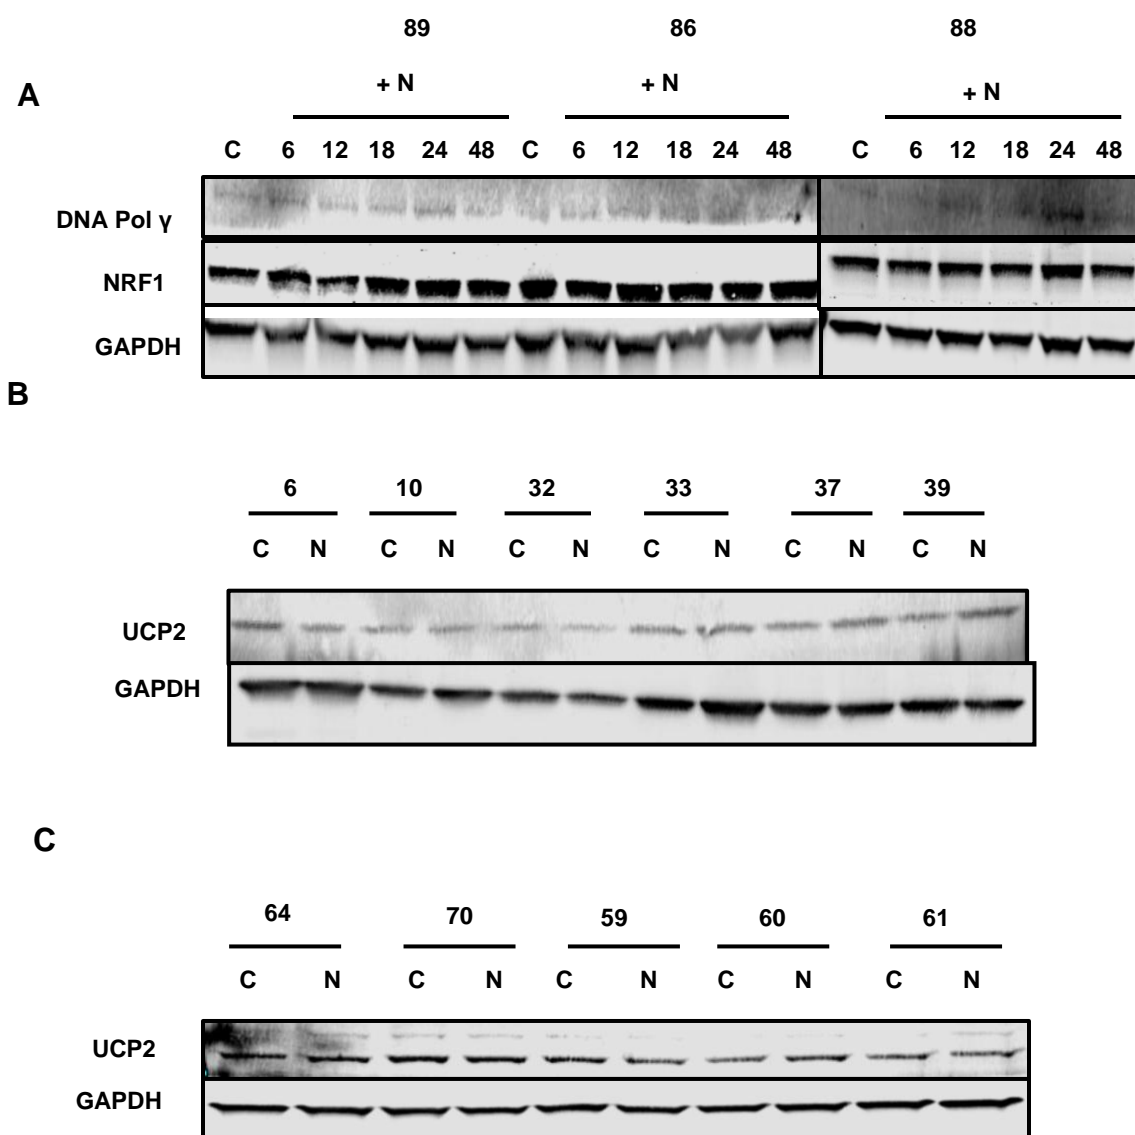 89 86 88
A + N + N + N
C 6 12 18 24 48 C 6 12 18 24 48 C 6 12 18 24 48
DNA Pol γ
NRF1
GAPDH
B
6 10 32 33 37 39
C N C N C N C N C N C N
UCP2
GAPDH
C
64 70 59 60 61
C N C N C N C N C N
UCP2
GAPDH